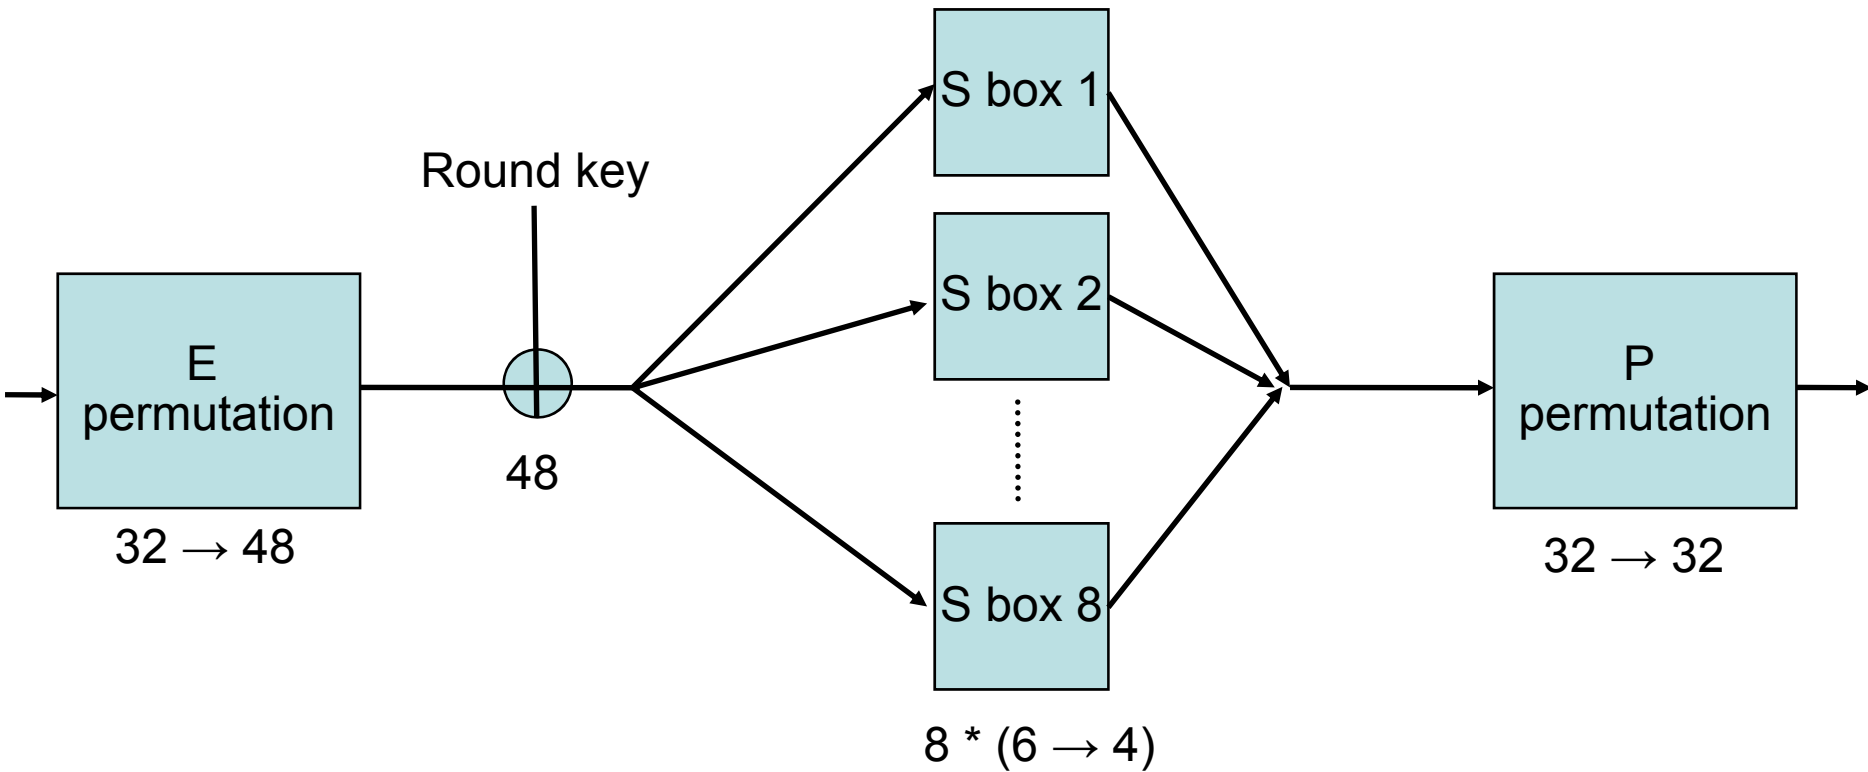 S box 1
Round key
S box 2
E
permutation
P
permutation
48
32 → 48
32 → 32
S box 8
8 * (6 → 4)